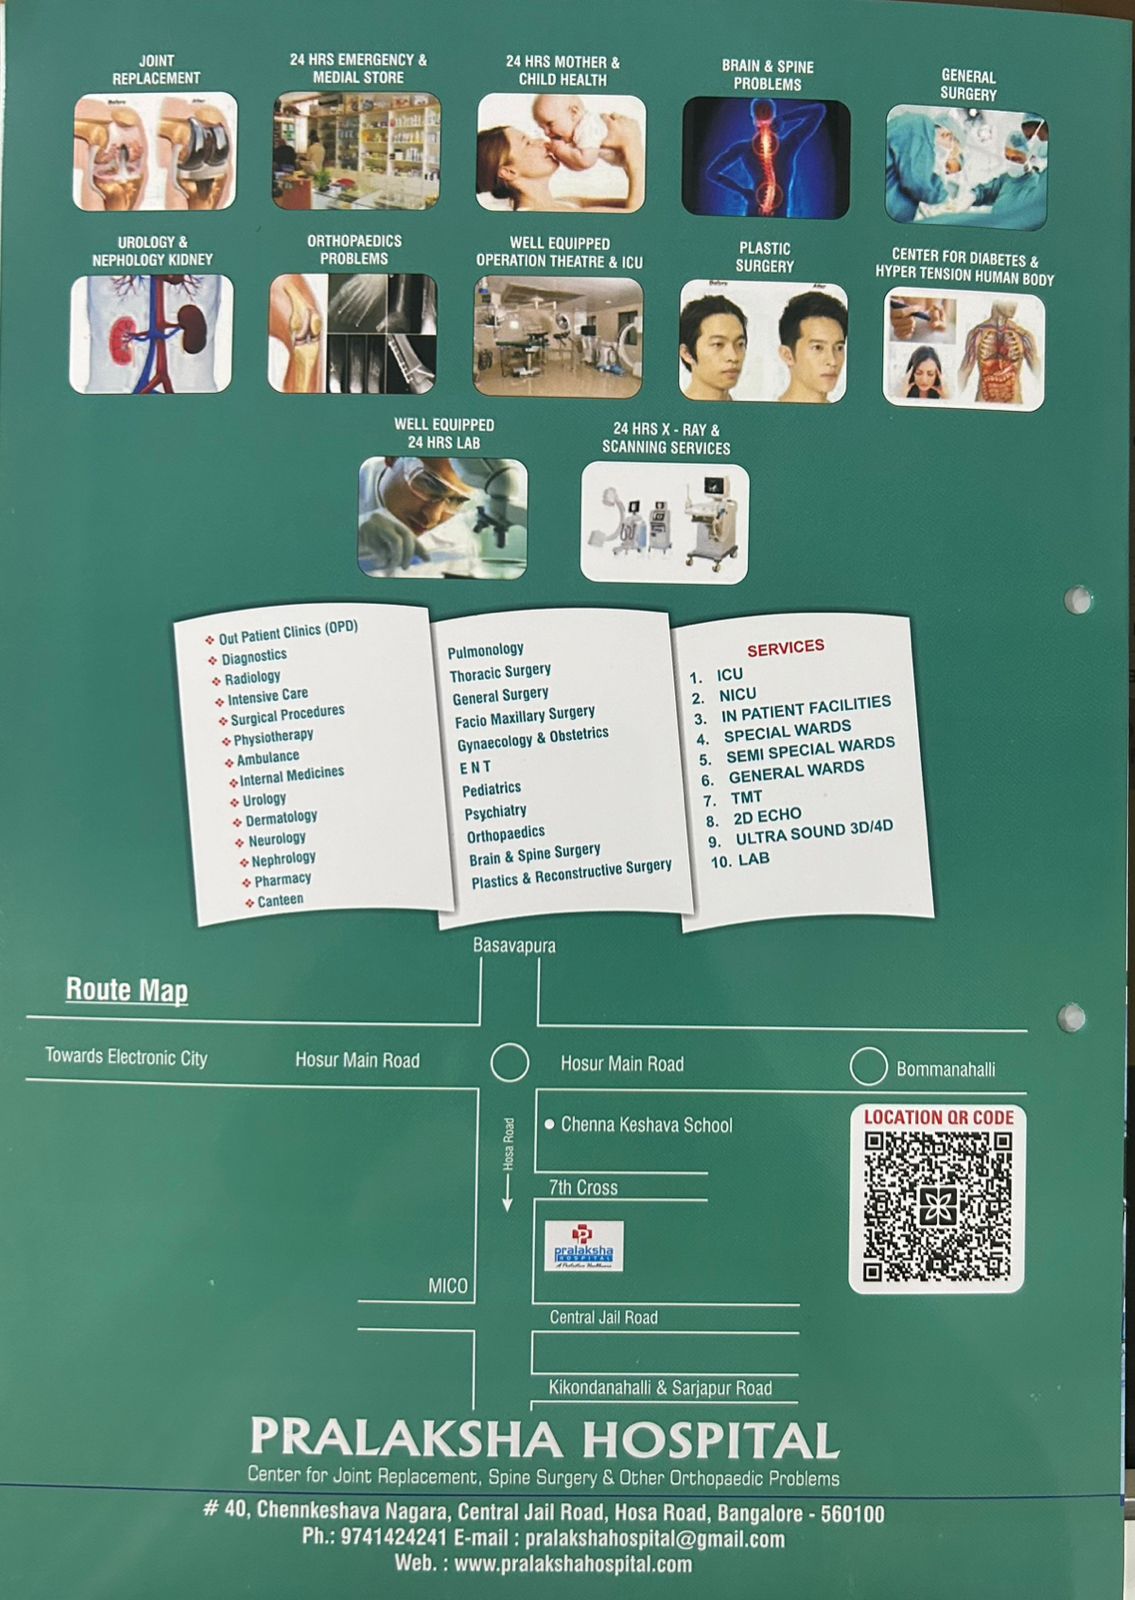 JOINT
REPLACEMENT
24 HRS EMERGENCY &
MEDIAL STORE
24 HRS MOTHER &
CHILD HEALTH
BRAIN & SPINE
PROBLEMS
GENERAL
SURGERY
Before
After
UROLOGY &
NEPHOLOGY KIDNEY
ORTHOPAEDICS
PROBLEMS
WELL EQUIPPED
OPERATION THEATRE & ICU
PLASTIC
SURGERY
CENTER FOR DIABETES &
HYPER TENSION HUMAN BODY
Before
After
WELL EQUIPPED
24 HRS LAB
24 HRS X - RAY &
SCANNING SERVICES
Out Patient Clinics (OPD)
Diagnostics
Radiology
Intensive Care
Surgical Procedures
Physiotherapy
Ambulance
Internal Medicines
Urology
Dermatology
Neurology
Nephrology
Pharmacy
Canteen
Pulmonology
Thoracic Surgery
General Surgery
Facio Maxillary Surgery
Gynaecology & Obstetrics
E N T
Pediatrics
Psychiatry
Orthopaedics
Brain & Spine Surgery
Plastics & Reconstructive Surgery
SERVICES
1. ICU
2. NICU
3. IN PATIENT FACILITIES
4. SPECIAL WARDS
5. SEMI SPECIAL WARDS
6. GENERAL WARDS
7. TMT
8. 2D ECHO
9. ULTRA SOUND 3D/4D
10. LAB
Basavapura
Route Map
Towards Electronic City
Hosur Main Road
Hosur Main Road
Bommanahalli
Hosa Road
Chenna Keshava School
LOCATION QR CODE
7th Cross
pralaksha
HOSPITAL
MICO
Central Jail Road
Kikondanahalli & Sarjapur Road
PRALAKSHA HOSPITAL
Center for Joint Replacement, Spine Surgery & Other Orthopaedic Problems
# 40, Chennkeshava Nagara, Central Jail Road, Hosa Road, Bangalore - 560100
Ph.: 9741424241 E-mail : pralakshahospital@gmail.com
Web. : www.pralakshahospital.com